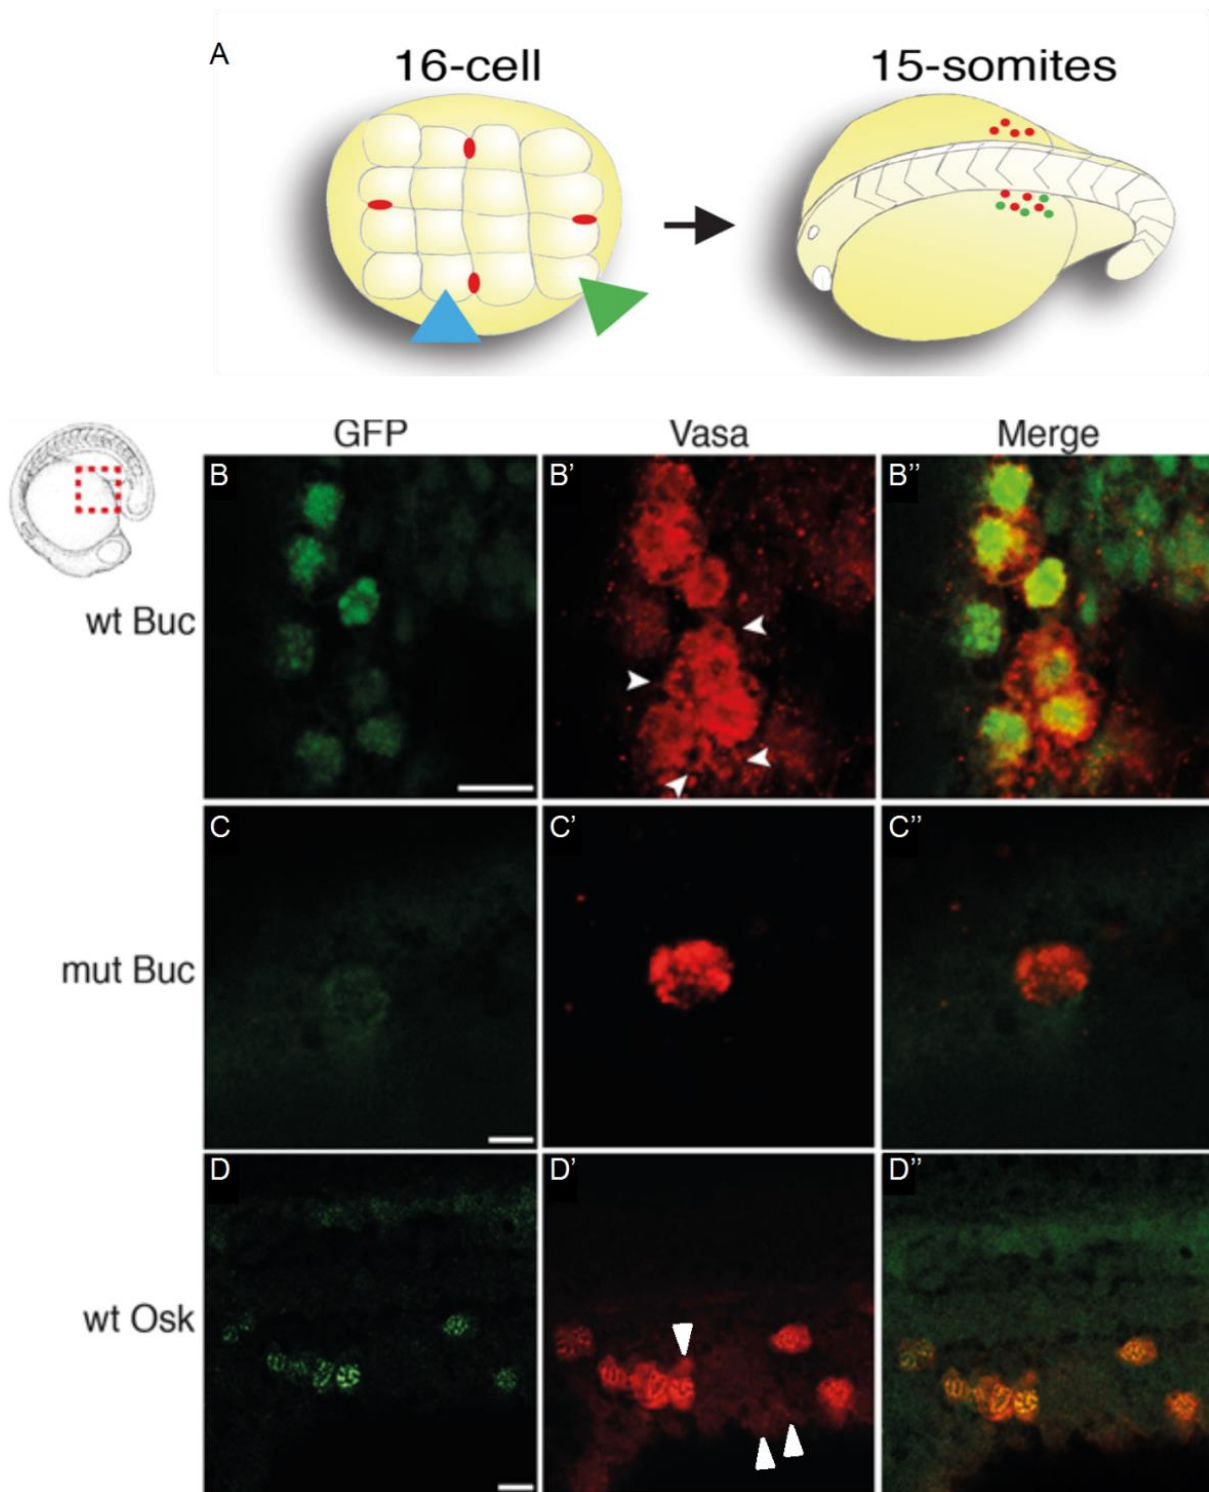 A
16-cell
15-somites
GFP
Vasa
Merge
wt Buc
B
B'
B''
mut Buc
C
C'
C''
wt Osk
D
D'
D''